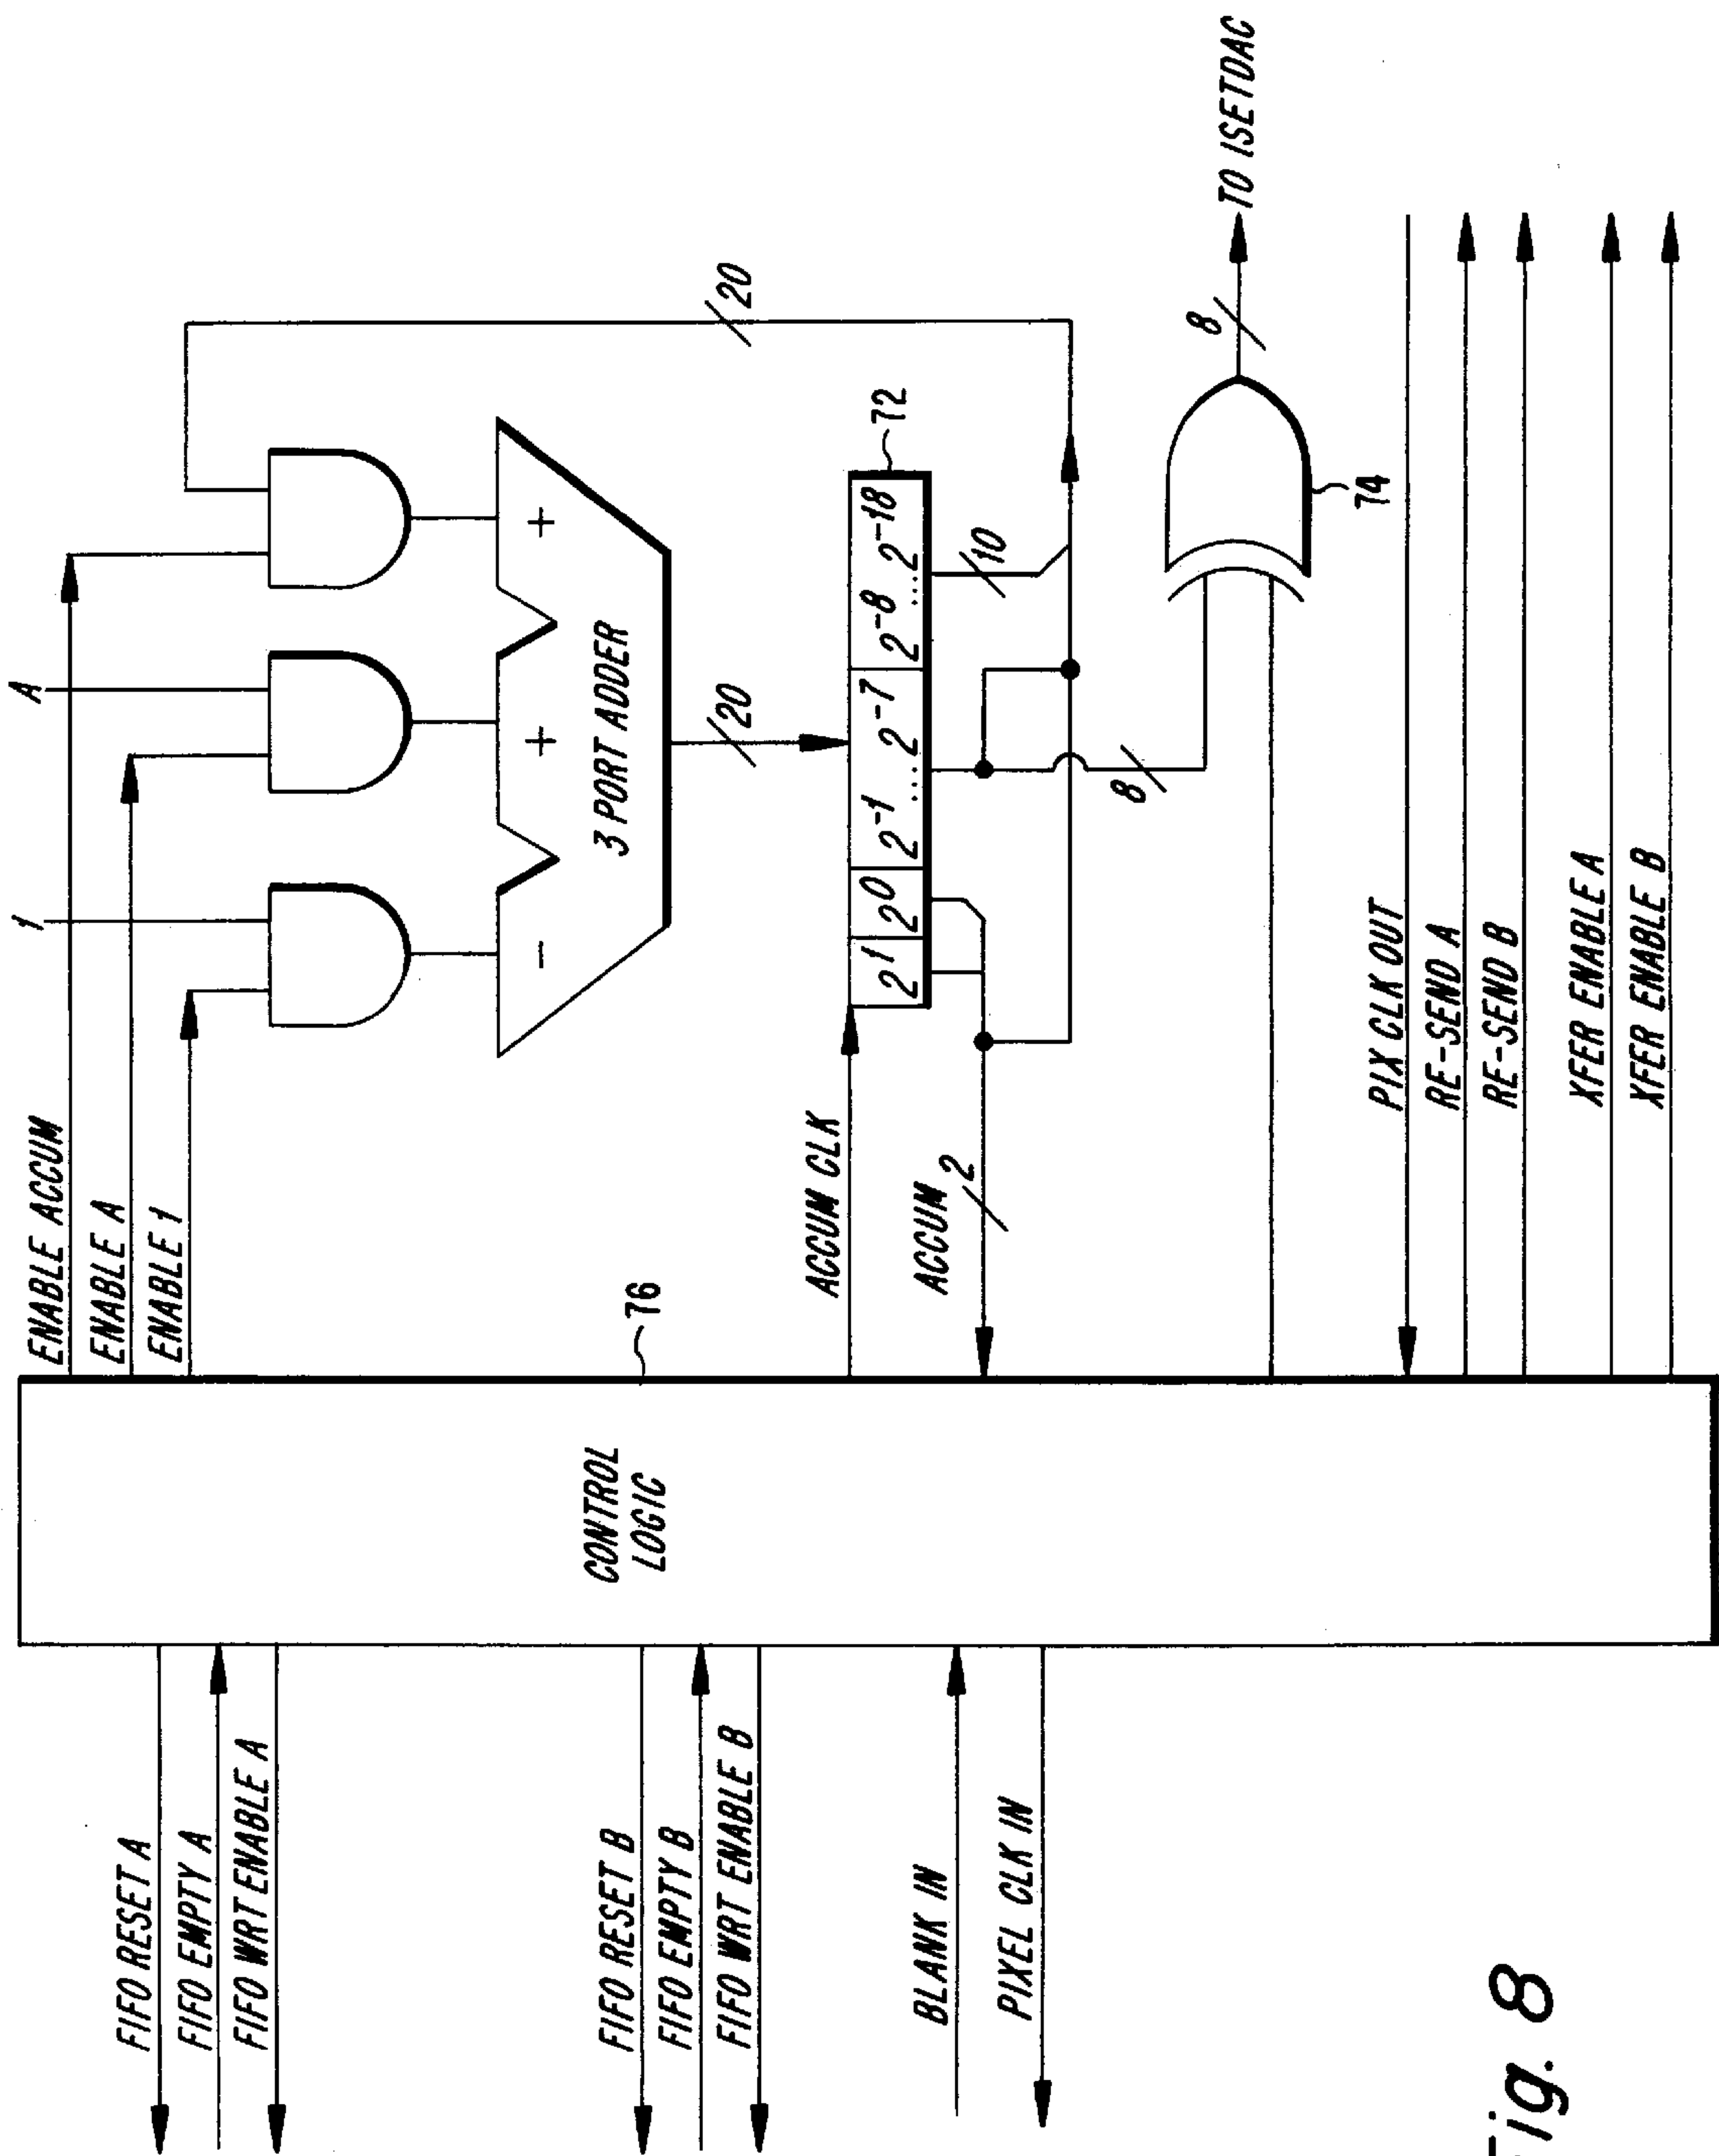 ENABLE ACCUM
ENABLE A
ENABLE 1
1
A
-
+
+
3 PORT ADDER
20
20
FIFO RESET A
FIFO EMPTY A
FIFO WRT ENABLE A
CONTROL
LOGIC
76
FIFO RESET B
FIFO EMPTY B
FIFO WRT ENABLE B
ACCUM CLK
2^1 2^0 2^-1 ... 2^-7 2^-8 ... 2^-18
72
ACCUM 2
10
8
BLANK IN
PIXEL CLK IN
8
TO ISETDAC
74
PIX CLK OUT
RE-SEND A
RE-SEND B
XFER ENABLE A
XFER ENABLE B
Fig. 8